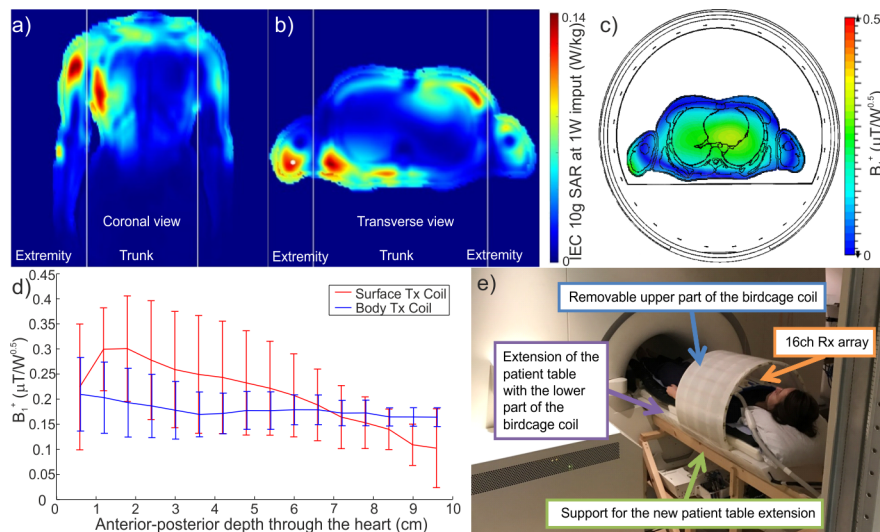 a)
b)
c)
Coronal view
Transverse view
Extremity
Trunk
Extremity
Trunk
Extremity
0.14
0
IEC 10g SAR at 1W imput (W/kg)
0.5
0
B₁⁺ (µT/W⁰·⁵)
d)
0.45
0.4
0.35
0.3
0.25
0.2
0.15
0.1
0.05
0
0 1 2 3 4 5 6 7 8 9 10
B₁⁺ (µT/W⁰·⁵)
Anterior-posterior depth through the heart (cm)
Surface Tx Coil
Body Tx Coil
e)
Removable upper part of the birdcage coil
16ch Rx array
Extension of the
patient table
with the lower
part of the
birdcage coil
Support for the new patient table extension